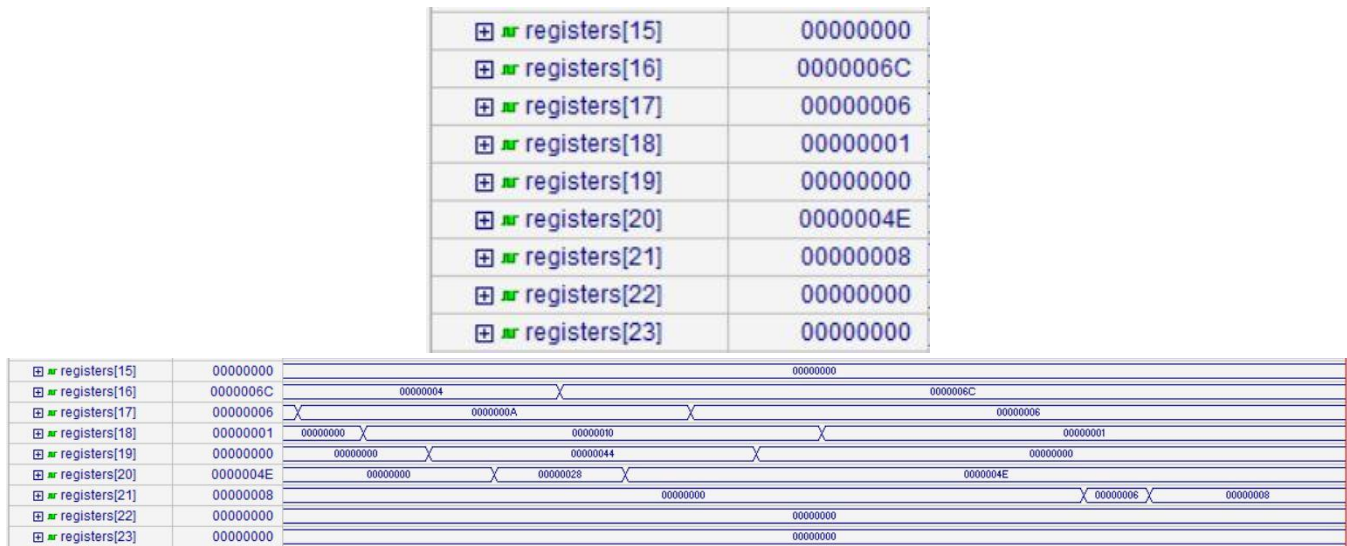 registers[15] 00000000
registers[16] 0000006C
registers[17] 00000006
registers[18] 00000001
registers[19] 00000000
registers[20] 0000004E
registers[21] 00000008
registers[22] 00000000
registers[23] 00000000
registers[15] 00000000 00000000
registers[16] 0000006C 00000004 0000006C
registers[17] 00000006 0000000A 00000006
registers[18] 00000001 00000000 00000010 00000001
registers[19] 00000000 00000000 00000044 00000000
registers[20] 0000004E 00000000 00000028 0000004E
registers[21] 00000008 00000000 00000006 00000008
registers[22] 00000000 00000000
registers[23] 00000000 00000000